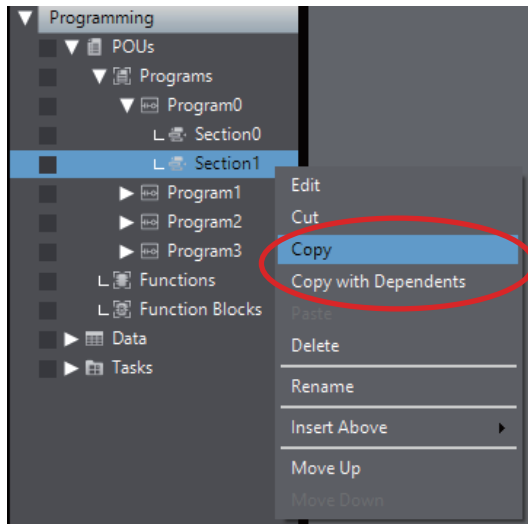 Programming
POUs
Programs
Program0
Section0
Section1
Program1
Program2
Program3
Functions
Function Blocks
Data
Tasks
Edit
Cut
Copy
Copy with Dependents
Paste
Delete
Rename
Insert Above
Move Up
Move Down